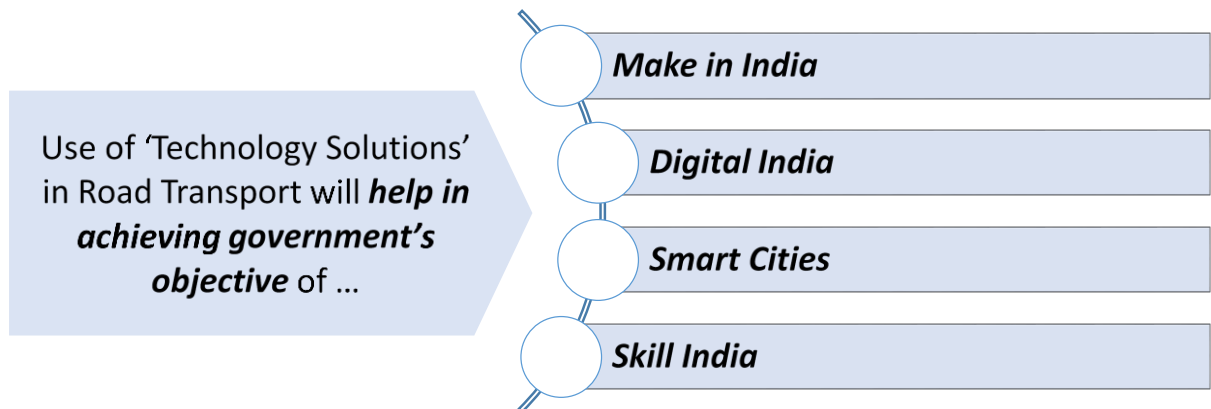 Use of ‘Technology Solutions’
in Road Transport will help in
achieving government’s
objective of ...
Make in India
Digital India
Smart Cities
Skill India